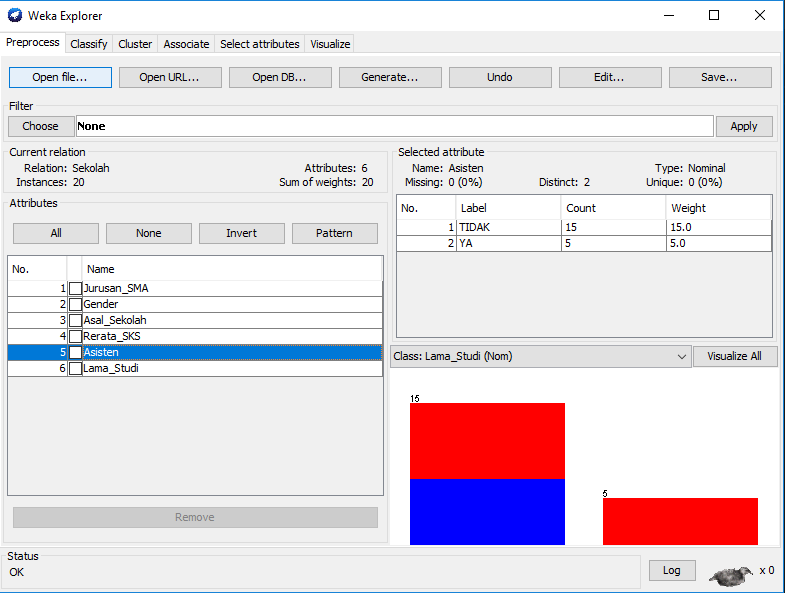 Weka Explorer
Preprocess Classify Cluster Associate Select attributes Visualize
Open file... Open URL... Open DB... Generate... Undo Edit... Save...
Filter
Choose None Apply
Current relation
Relation: Sekolah Attributes: 6
Instances: 20 Sum of weights: 20
Attributes
All None Invert Pattern
No. Name
1 Jurusan_SMA
2 Gender
3 Asal_Sekolah
4 Rerata_SKS
5 Asisten
6 Lama_Studi
Remove
Selected attribute
Name: Asisten Type: Nominal
Missing: 0 (0%) Distinct: 2 Unique: 0 (0%)
No. Label Count Weight
1 TIDAK 15 15.0
2 YA 5 5.0
Class: Lama_Studi (Nom) Visualize All
15
5
Status
OK
Log x 0